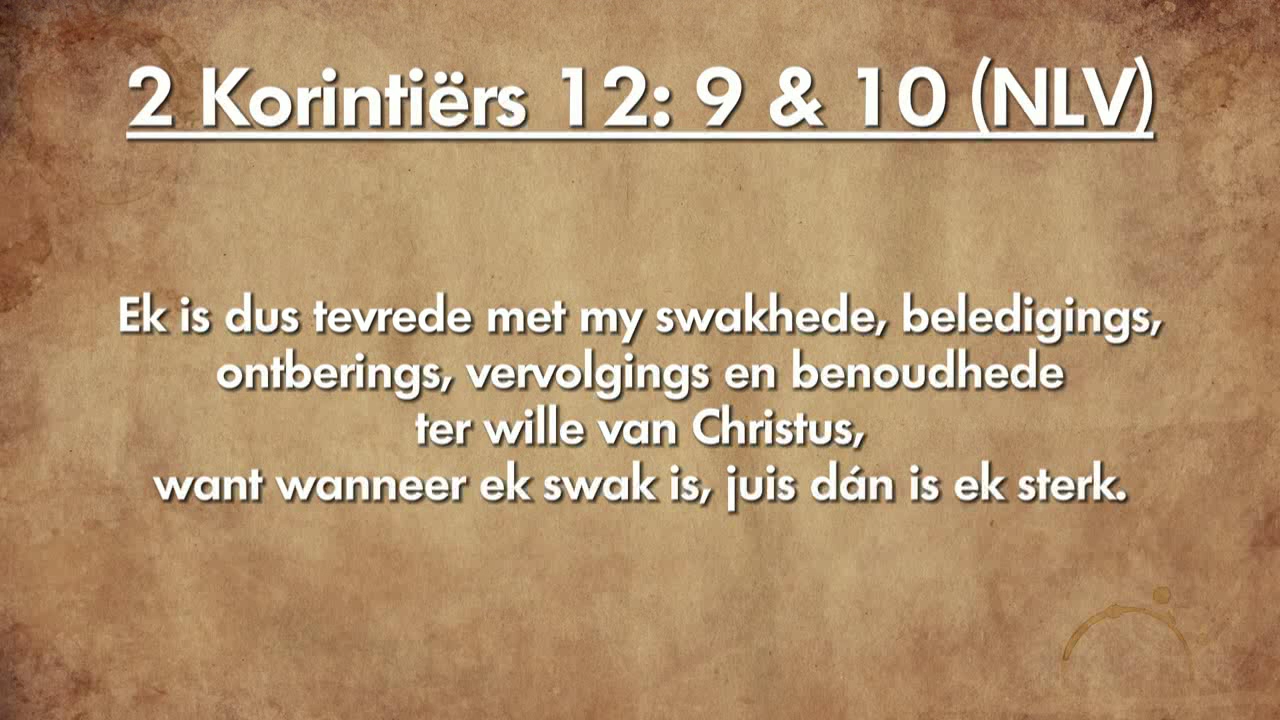 2 Korintiërs 12: 9 & 10 (NLV)
Ek is dus tevrede met my swakhede, beledigings,
ontberings, vervolgings en benoudhede
ter wille van Christus,
want wanneer ek swak is, juis dán is ek sterk.